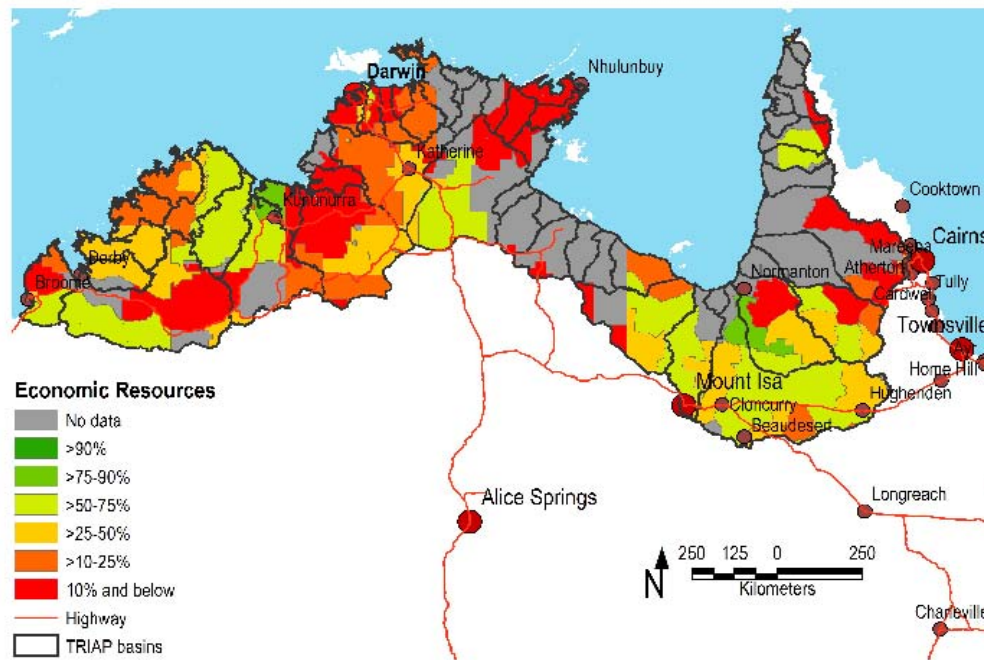 Darwin
Nhulunbuy
Katherine
Kununurra
Cooktown
Cairns
Mareeba
Atherton
Tully
Cardwell
Normanton
Derby
Broome
Townsville
Home Hill
Mount Isa
Cloncurry
Hughenden
Beaudesert
Longreach
Alice Springs
Charleville
Economic Resources
No data
>90%
>75-90%
>50-75%
>25-50%
>10-25%
10% and below
Highway
TRIAP basins
250 125 0 250
Kilometers
N